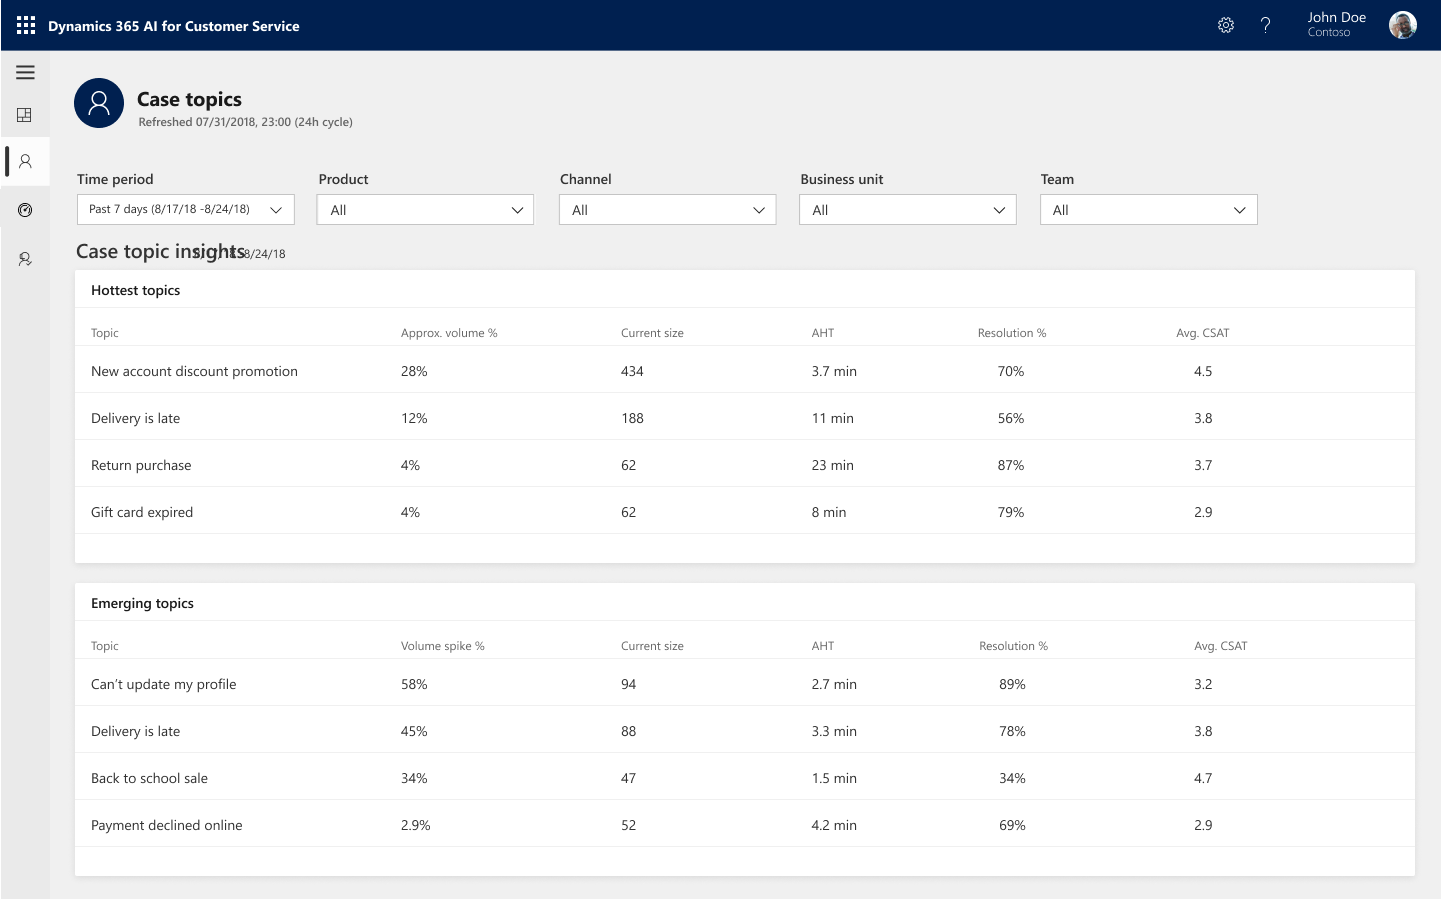 Dynamics 365 AI for Customer Service
?
John Doe
Contoso
Case topics
Refreshed 07/31/2018, 23:00 (24h cycle)
Time period Product Channel Business unit Team
Past 7 days (8/17/18 -8/24/18) All All All All
Case topic insights 8/24/18
Hottest topics
Topic Approx. volume % Current size AHT Resolution % Avg. CSAT
New account discount promotion 28% 434 3.7 min 70% 4.5
Delivery is late 12% 188 11 min 56% 3.8
Return purchase 4% 62 23 min 87% 3.7
Gift card expired 4% 62 8 min 79% 2.9
Emerging topics
Topic Volume spike % Current size AHT Resolution % Avg. CSAT
Can’t update my profile 58% 94 2.7 min 89% 3.2
Delivery is late 45% 88 3.3 min 78% 3.8
Back to school sale 34% 47 1.5 min 34% 4.7
Payment declined online 2.9% 52 4.2 min 69% 2.9